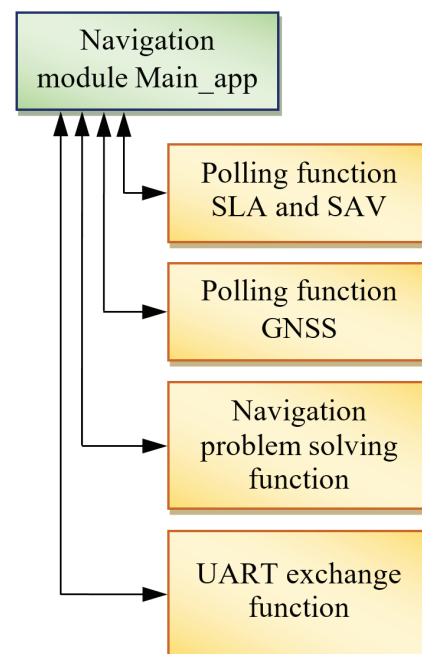 Navigation
module Main_app
Polling function
SLA and SAV
Polling function
GNSS
Navigation
problem solving
function
UART exchange
function